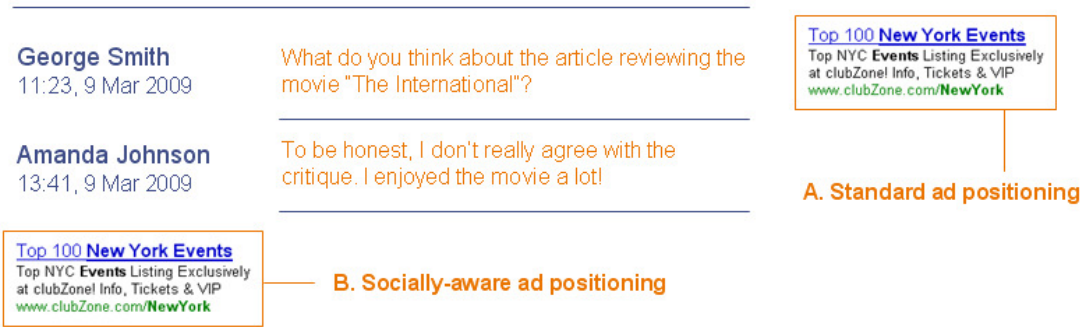 George Smith
11:23, 9 Mar 2009
What do you think about the article reviewing the
movie "The International"?
Top 100 New York Events
Top NYC Events Listing Exclusively
at clubZone! Info, Tickets & VIP
www.clubZone.com/NewYork
Amanda Johnson
13:41, 9 Mar 2009
To be honest, I don't really agree with the
critique. I enjoyed the movie a lot!
A. Standard ad positioning
Top 100 New York Events
Top NYC Events Listing Exclusively
at clubZone! Info, Tickets & VIP
www.clubZone.com/NewYork
B. Socially-aware ad positioning